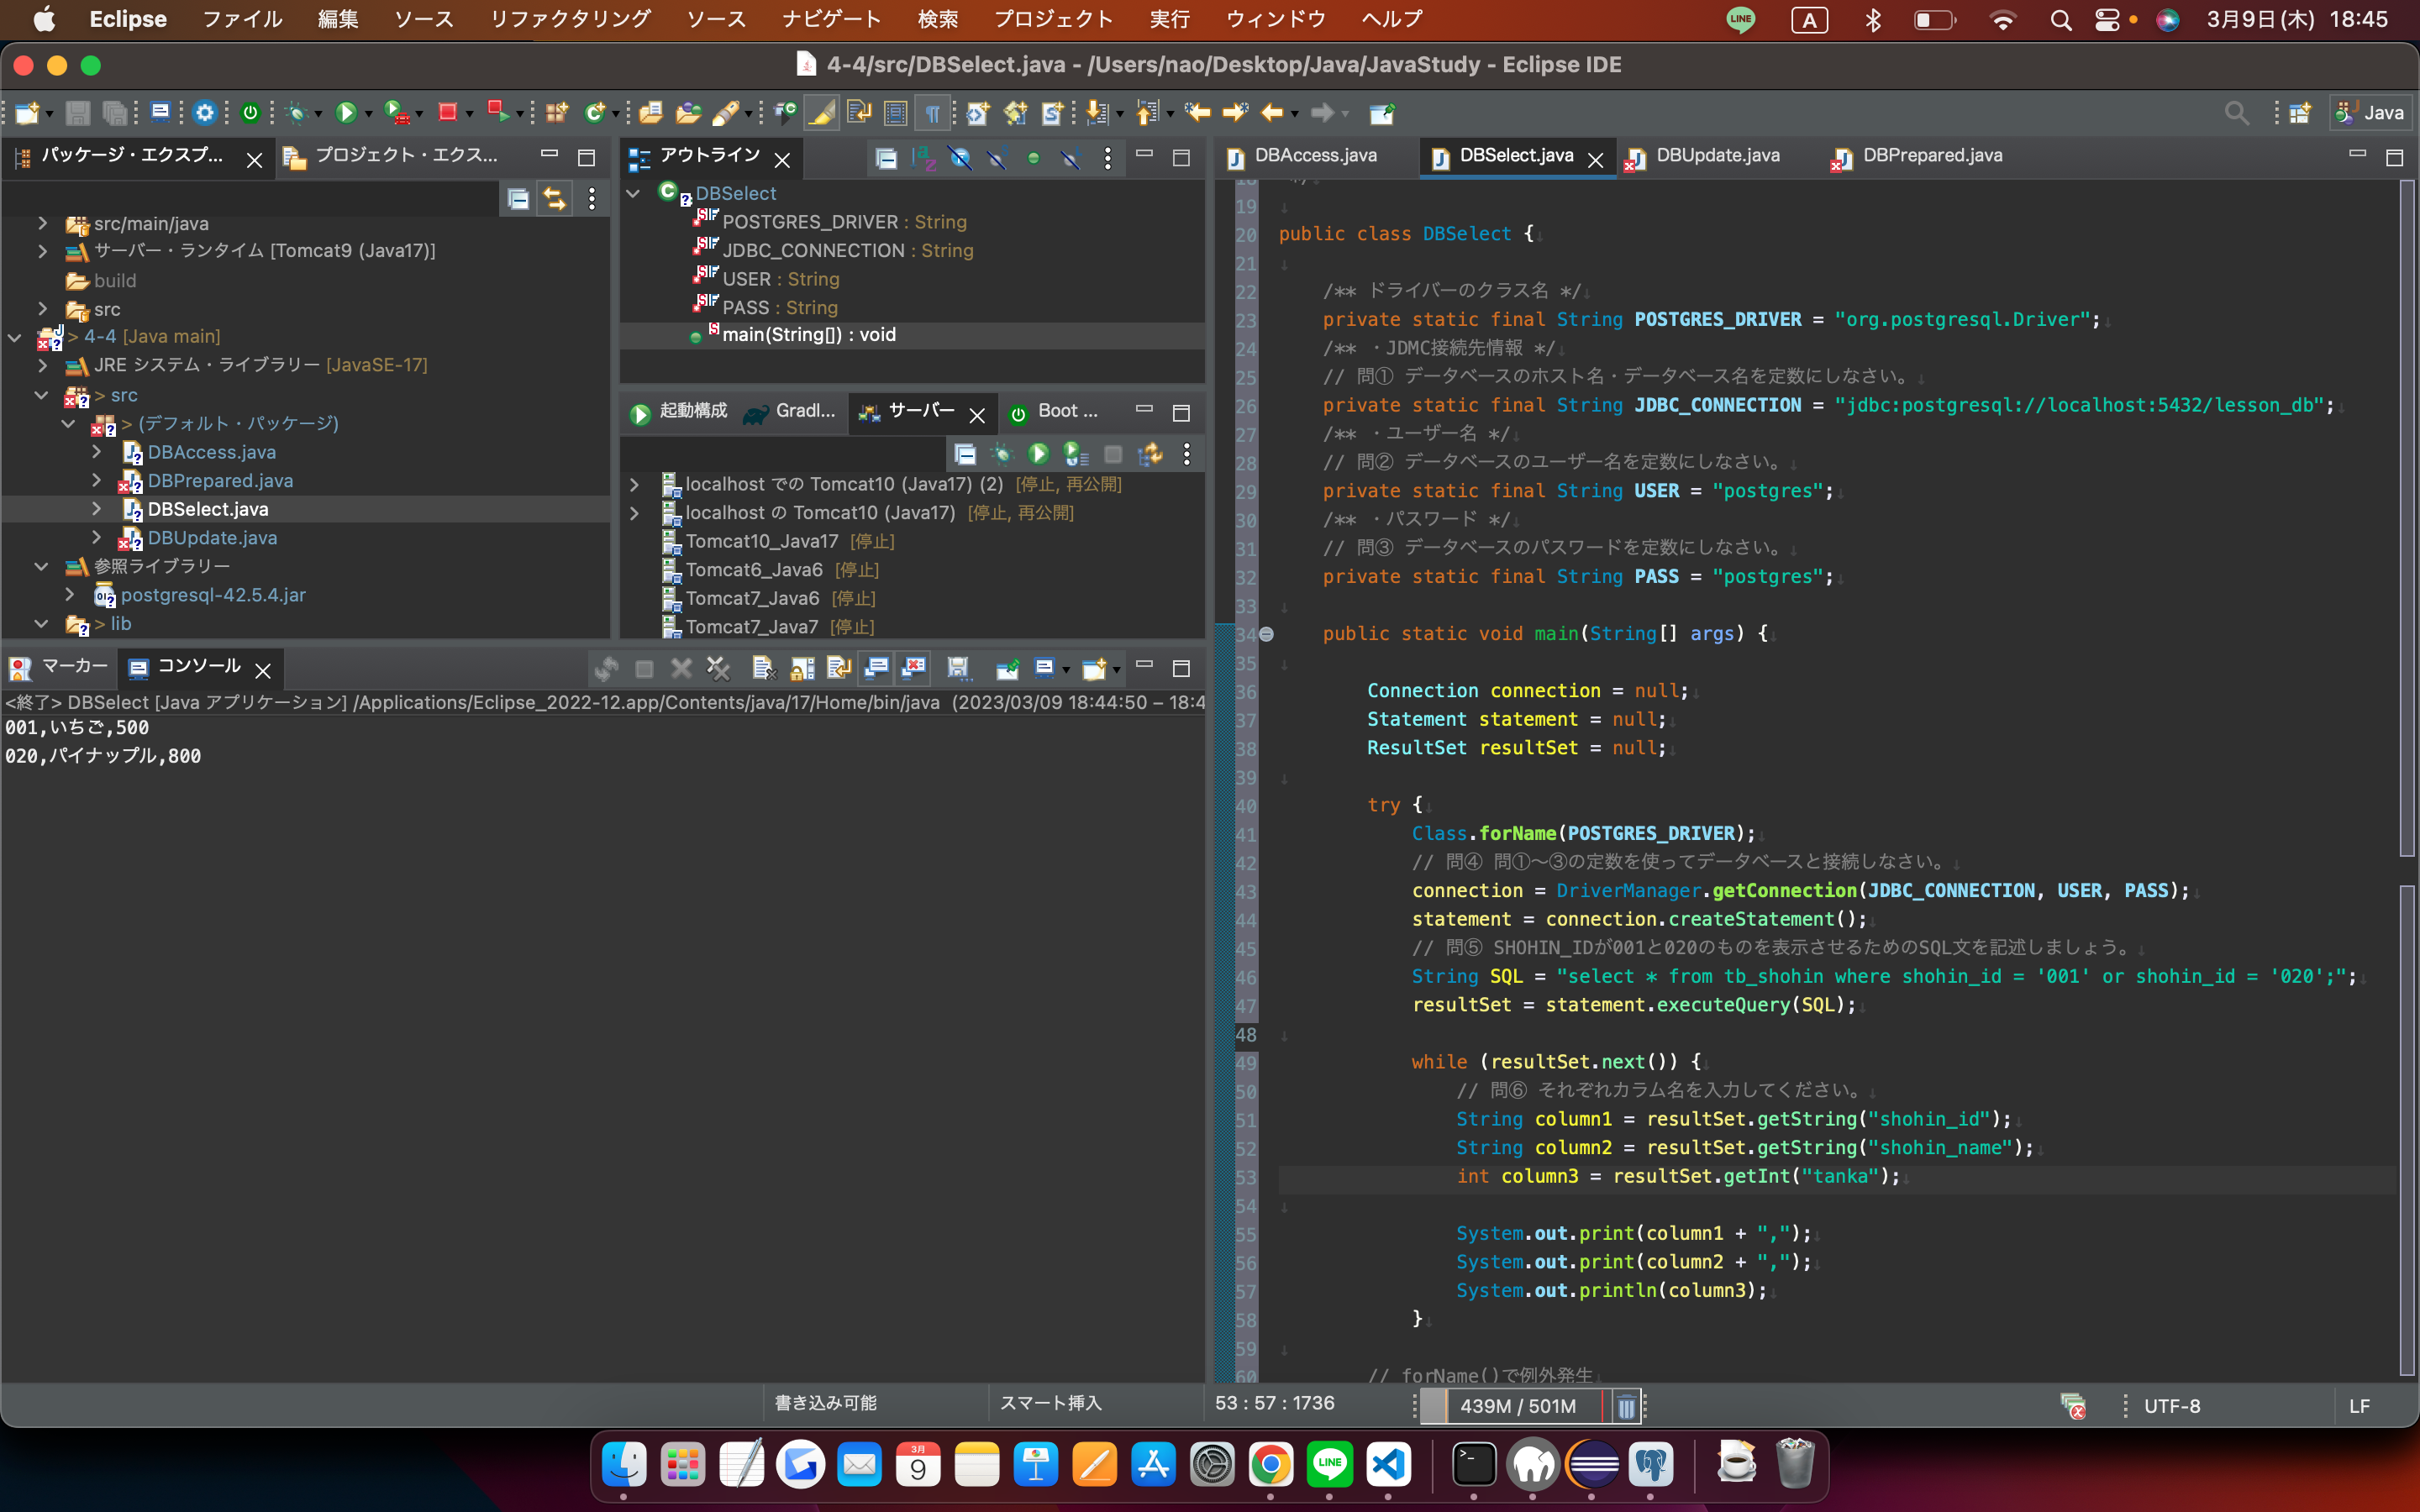 Eclipse ファイル 編集 ソース リファクタリング ソース ナビゲート 検索 プロジェクト 実行 ウィンドウ ヘルプ LINE A 3月9日(木) 18:45
4-4/src/DBSelect.java - /Users/nao/Desktop/Java/JavaStudy - Eclipse IDE
Java
パッケージ・エクスプ... プロジェクト・エクス...
src/main/java
サーバー・ランタイム [Tomcat9 (Java17)]
build
src
> 4-4 [Java main]
JRE システム・ライブラリー [JavaSE-17]
> src
> (デフォルト・パッケージ)
DBAccess.java
DBPrepared.java
DBSelect.java
DBUpdate.java
参照ライブラリー
postgresql-42.5.4.jar
> lib
アウトライン
DBSelect
POSTGRES_DRIVER : String
JDBC_CONNECTION : String
USER : String
PASS : String
main(String[]) : void
起動構成 Gradl... サーバー Boot ...
localhost での Tomcat10 (Java17) (2) [停止, 再公開]
localhost の Tomcat10 (Java17) [停止, 再公開]
Tomcat10_Java17 [停止]
Tomcat6_Java6 [停止]
Tomcat7_Java6 [停止]
Tomcat7_Java7 [停止]
マーカー コンソール
<終了> DBSelect [Java アプリケーション] /Applications/Eclipse_2022-12.app/Contents/java/17/Home/bin/java (2023/03/09 18:44:50 – 18:4
001,いちご,500
020,パイナップル,800
DBAccess.java DBSelect.java DBUpdate.java DBPrepared.java
18 */
19
20 public class DBSelect {
21
22 /** ドライバーのクラス名 */
23 private static final String POSTGRES_DRIVER = "org.postgresql.Driver";
24 /** ・JDMC接続先情報 */
25 // 問① データベースのホスト名・データベース名を定数にしなさい。
26 private static final String JDBC_CONNECTION = "jdbc:postgresql://localhost:5432/lesson_db";
27 /** ・ユーザー名 */
28 // 問② データベースのユーザー名を定数にしなさい。
29 private static final String USER = "postgres";
30 /** ・パスワード */
31 // 問③ データベースのパスワードを定数にしなさい。
32 private static final String PASS = "postgres";
33
34 public static void main(String[] args) {
35
36 Connection connection = null;
37 Statement statement = null;
38 ResultSet resultSet = null;
39
40 try {
41 Class.forName(POSTGRES_DRIVER);
42 // 問④ 問①〜③の定数を使ってデータベースと接続しなさい。
43 connection = DriverManager.getConnection(JDBC_CONNECTION, USER, PASS);
44 statement = connection.createStatement();
45 // 問⑤ SHOHIN_IDが001と020のものを表示させるためのSQL文を記述しましょう。
46 String SQL = "select * from tb_shohin where shohin_id = '001' or shohin_id = '020';";
47 resultSet = statement.executeQuery(SQL);
48
49 while (resultSet.next()) {
50 // 問⑥ それぞれカラム名を入力してください。
51 String column1 = resultSet.getString("shohin_id");
52 String column2 = resultSet.getString("shohin_name");
53 int column3 = resultSet.getInt("tanka");
54
55 System.out.print(column1 + ",");
56 System.out.print(column2 + ",");
57 System.out.println(column3);
58 }
59
60 // forName()で例外発生
書き込み可能 スマート挿入 53 : 57 : 1736 439M / 501M UTF-8 LF
3月
9
LINE